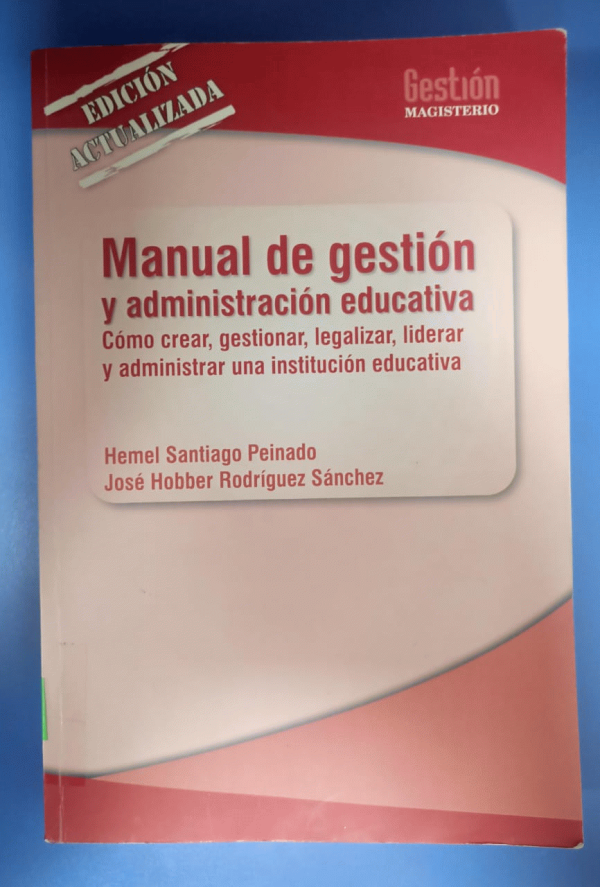 EDICIÓN
ACTUALIZADA
Gestión
MAGISTERIO
Manual de gestión
y administración educativa
Cómo crear, gestionar, legalizar, liderar
y administrar una institución educativa
Hemel Santiago Peinado
José Hobber Rodríguez Sánchez